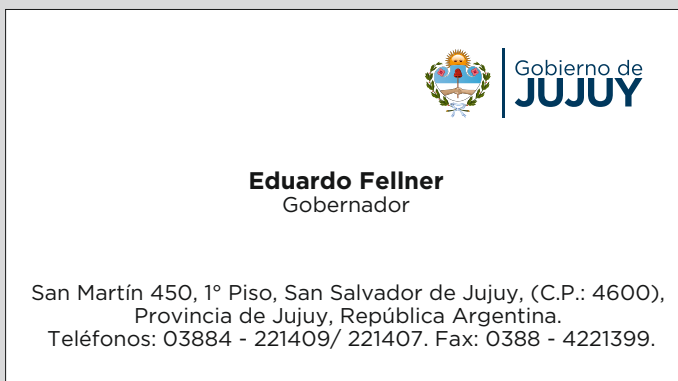 Gobierno de
JUJUY
Eduardo Fellner
Gobernador
San Martín 450, 1° Piso, San Salvador de Jujuy, (C.P.: 4600),
Provincia de Jujuy, República Argentina.
Teléfonos: 03884 - 221409/ 221407. Fax: 0388 - 4221399.